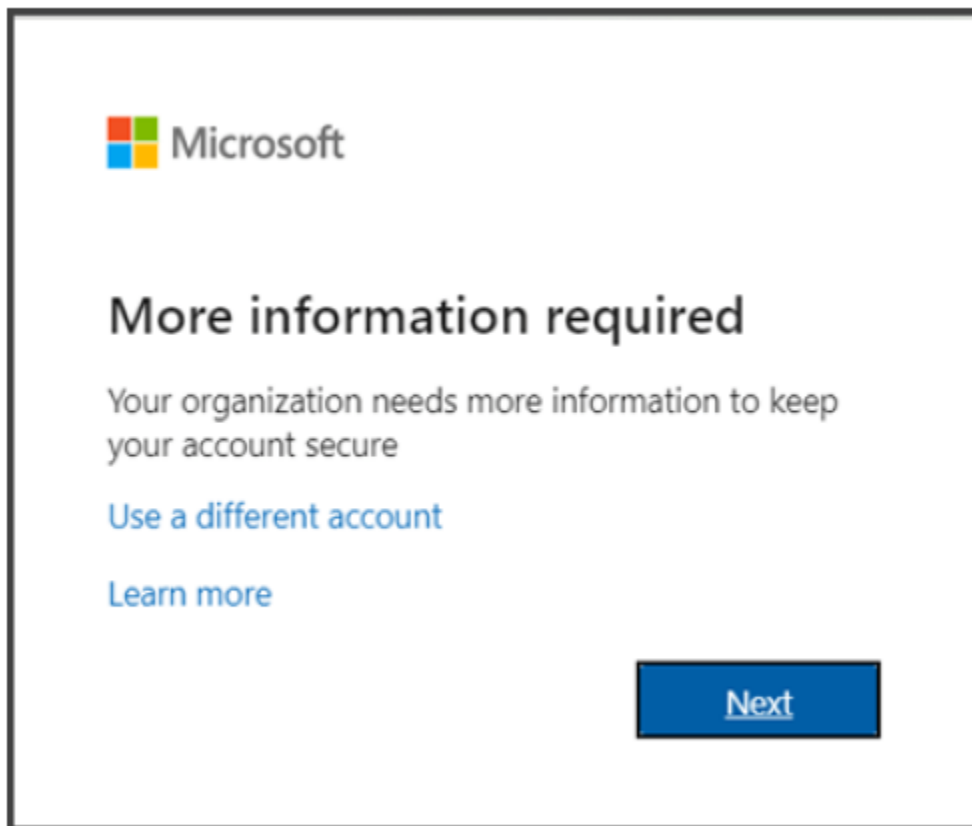 Microsoft
More information required
Your organization needs more information to keep
your account secure
Use a different account
Learn more
Next